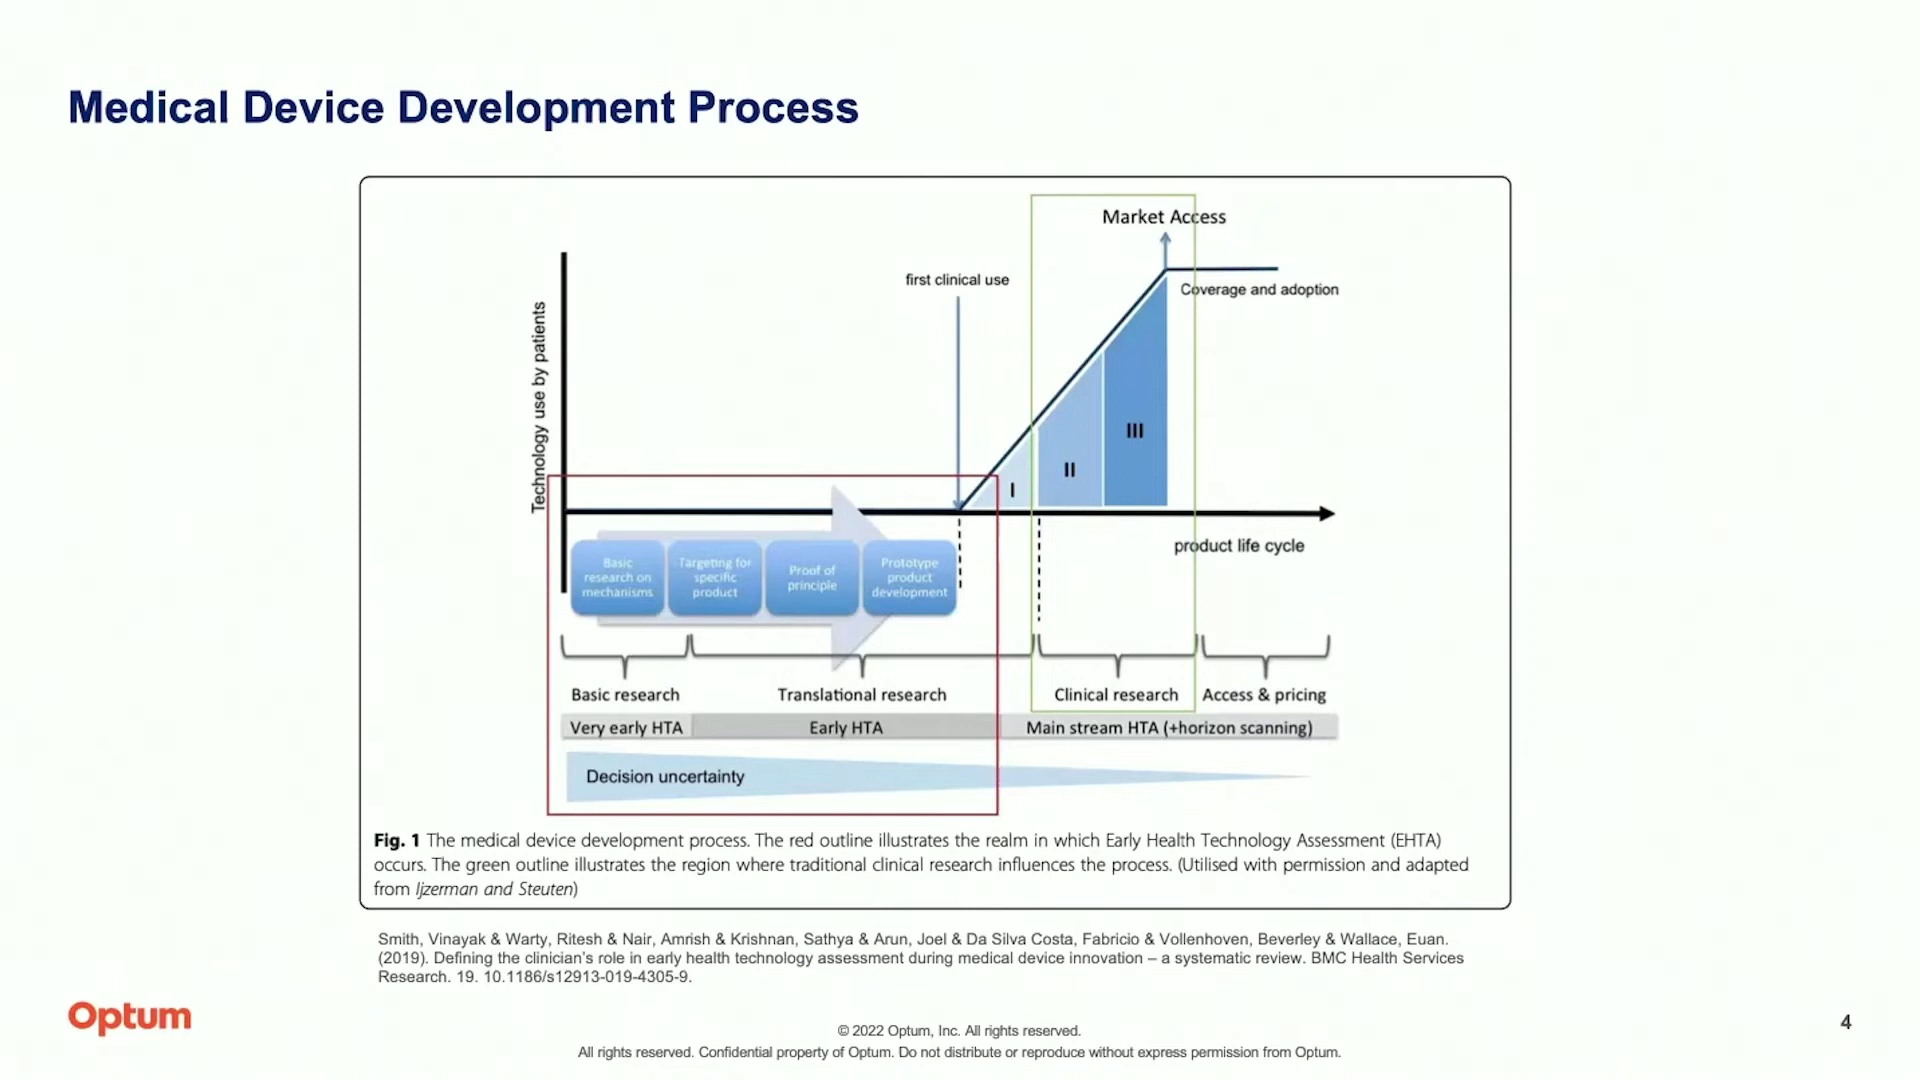 Medical Device Development Process
Market Access
first clinical use
Coverage and adoption
Technology use by patients
III
II
I
product life cycle
Basic
research on
mechanisms
Targeting for
specific
product
Proof of
principle
Prototype
product
development
Basic research
Translational research
Clinical research
Access & pricing
Very early HTA
Early HTA
Main stream HTA (+horizon scanning)
Decision uncertainty
Fig. 1 The medical device development process. The red outline illustrates the realm in which Early Health Technology Assessment (EHTA)
occurs. The green outline illustrates the region where traditional clinical research influences the process. (Utilised with permission and adapted
from Ijzerman and Steuten)
Smith, Vinayak & Warty, Ritesh & Nair, Amrish & Krishnan, Sathya & Arun, Joel & Da Silva Costa, Fabricio & Vollenhoven, Beverley & Wallace, Euan.
(2019). Defining the clinician's role in early health technology assessment during medical device innovation – a systematic review. BMC Health Services
Research. 19. 10.1186/s12913-019-4305-9.
Optum
© 2022 Optum, Inc. All rights reserved.
All rights reserved. Confidential property of Optum. Do not distribute or reproduce without express permission from Optum.
4